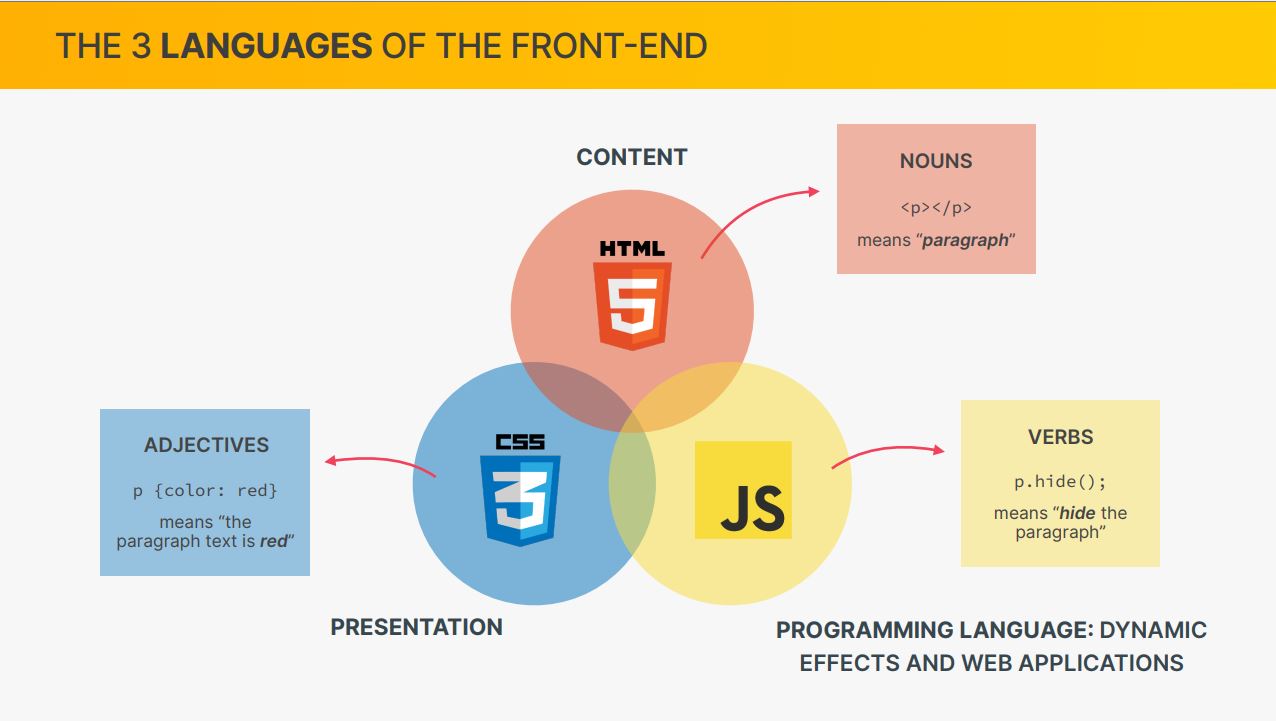 THE 3 LANGUAGES OF THE FRONT-END
CONTENT
HTML
5
NOUNS
<p></p>
means “paragraph”
ADJECTIVES
p {color: red}
means “the
paragraph text is red”
CSS
3
JS
VERBS
p.hide();
means “hide the
paragraph”
PRESENTATION
PROGRAMMING LANGUAGE: DYNAMIC
EFFECTS AND WEB APPLICATIONS